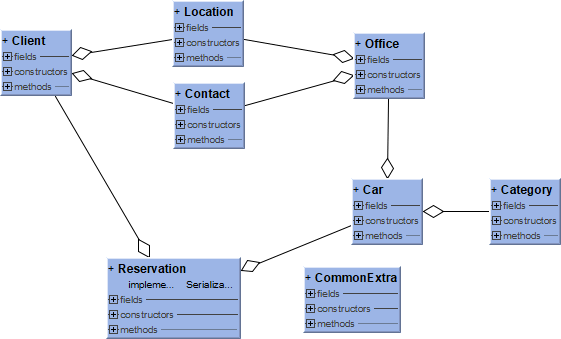 + Client
fields
constructors
methods
+ Location
fields
constructors
methods
+ Contact
fields
constructors
methods
+ Office
fields
constructors
methods
+ Car
fields
constructors
methods
+ Category
fields
constructors
methods
+ Reservation
impleme... Serializa...
fields
constructors
methods
+ CommonExtra
fields
constructors
methods